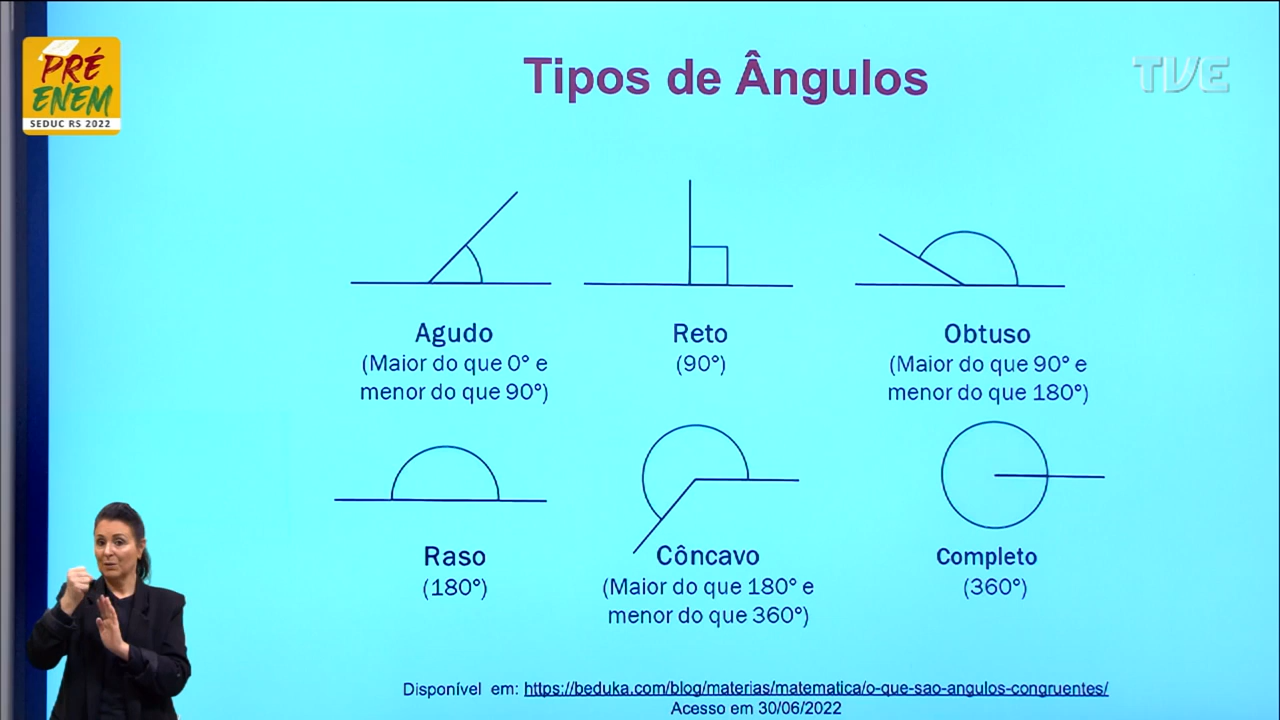 PRÉ
ENEM
SEDUC RS 2022
Tipos de Ângulos
TVE
Agudo
(Maior do que 0° e
menor do que 90°)
Reto
(90°)
Obtuso
(Maior do que 90° e
menor do que 180°)
Raso
(180°)
Côncavo
(Maior do que 180° e
menor do que 360°)
Completo
(360°)
Disponível em: https://beduka.com/blog/materias/matematica/o-que-sao-angulos-congruentes/
Acesso em 30/06/2022